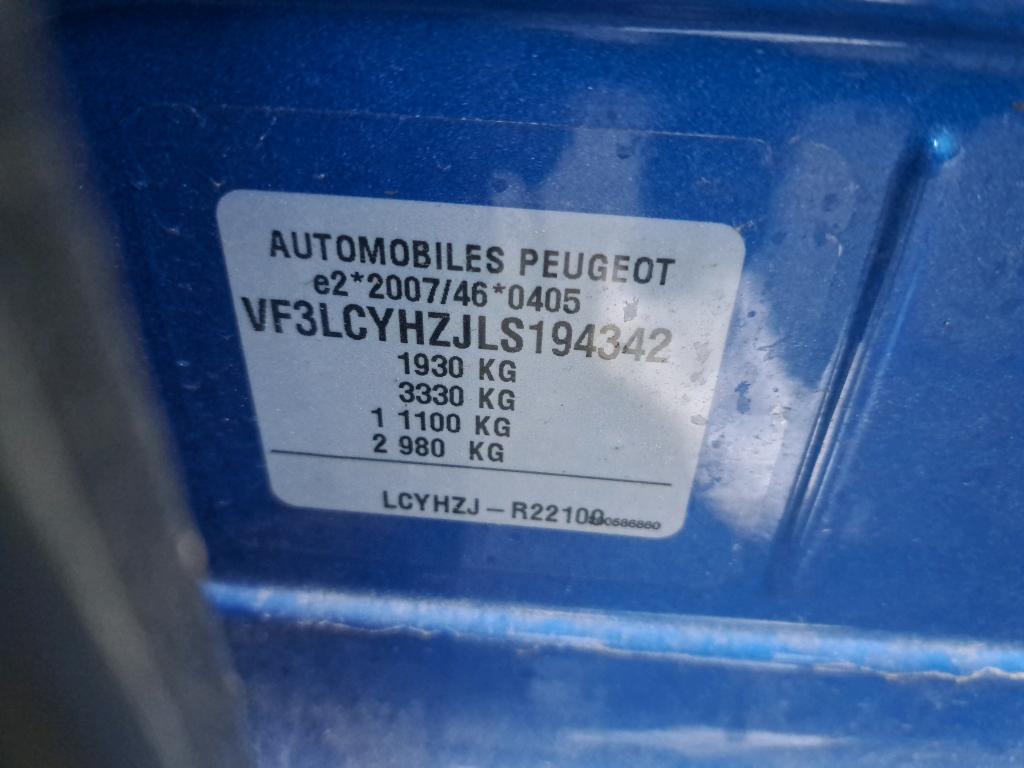 AUTOMOBILES PEUGEOT
e2*2007/46*0405
VF3LCYHZJLS194342
1930 KG
3330 KG
1 1100 KG
2 980 KG
LCYHZJ – R22100